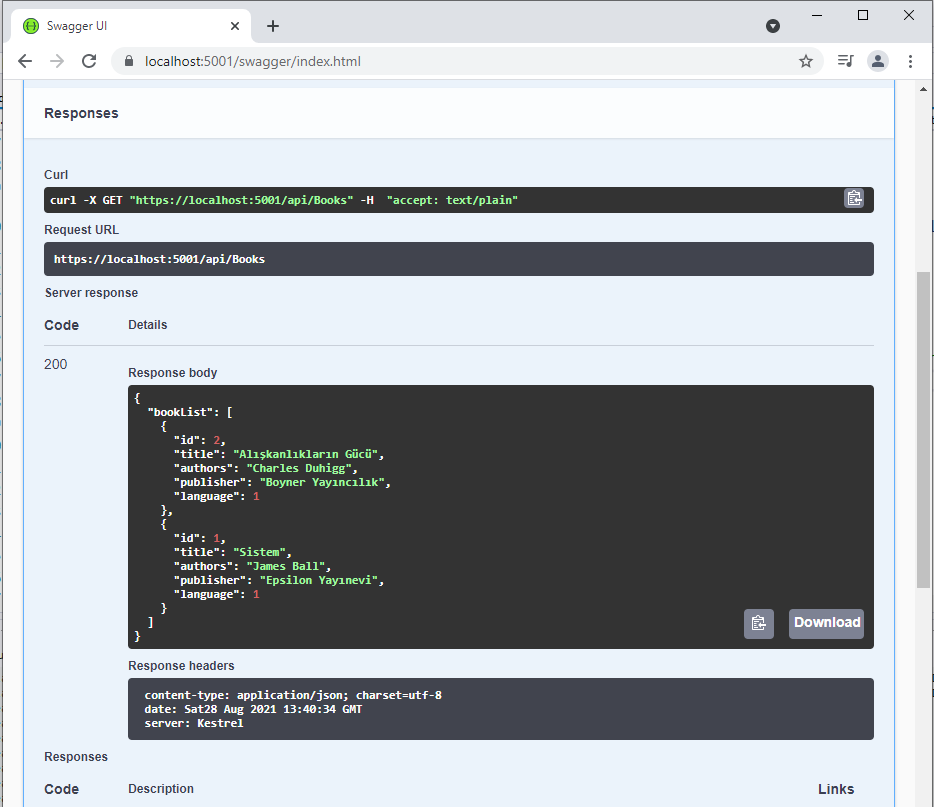 Swagger UI
localhost:5001/swagger/index.html
Responses
Curl
curl -X GET "https://localhost:5001/api/Books" -H  "accept: text/plain"
Request URL
https://localhost:5001/api/Books
Server response
Code Details
200
Response body
{
  "bookList": [
    {
      "id": 2,
      "title": "Alışkanlıkların Gücü",
      "authors": "Charles Duhigg",
      "publisher": "Boyner Yayıncılık",
      "language": 1
    },
    {
      "id": 1,
      "title": "Sistem",
      "authors": "James Ball",
      "publisher": "Epsilon Yayınevi",
      "language": 1
    }
  ]
}
Download
Response headers
content-type: application/json; charset=utf-8
date: Sat28 Aug 2021 13:40:34 GMT
server: Kestrel
Responses
Code Description Links